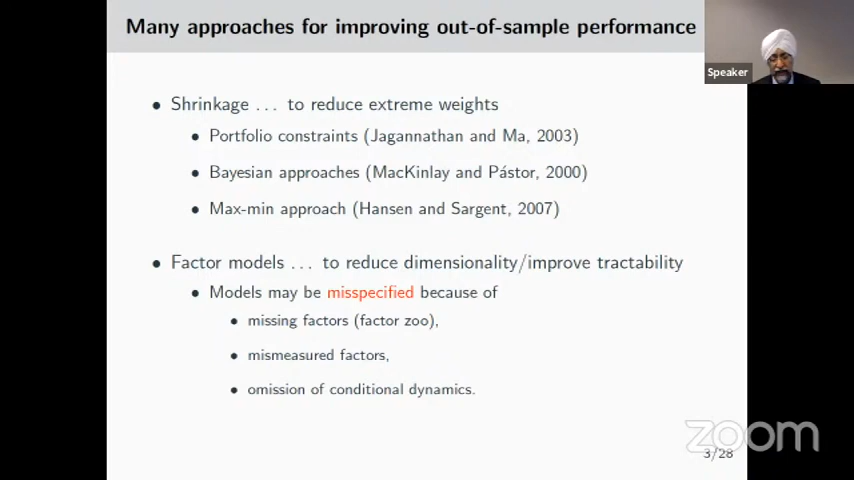 Many approaches for improving out-of-sample performance
Speaker
• Shrinkage ... to reduce extreme weights
• Portfolio constraints (Jagannathan and Ma, 2003)
• Bayesian approaches (MacKinlay and Pástor, 2000)
• Max-min approach (Hansen and Sargent, 2007)
• Factor models ... to reduce dimensionality/improve tractability
• Models may be misspecified because of
• missing factors (factor zoo),
• mismeasured factors,
• omission of conditional dynamics.
zoom
3/28